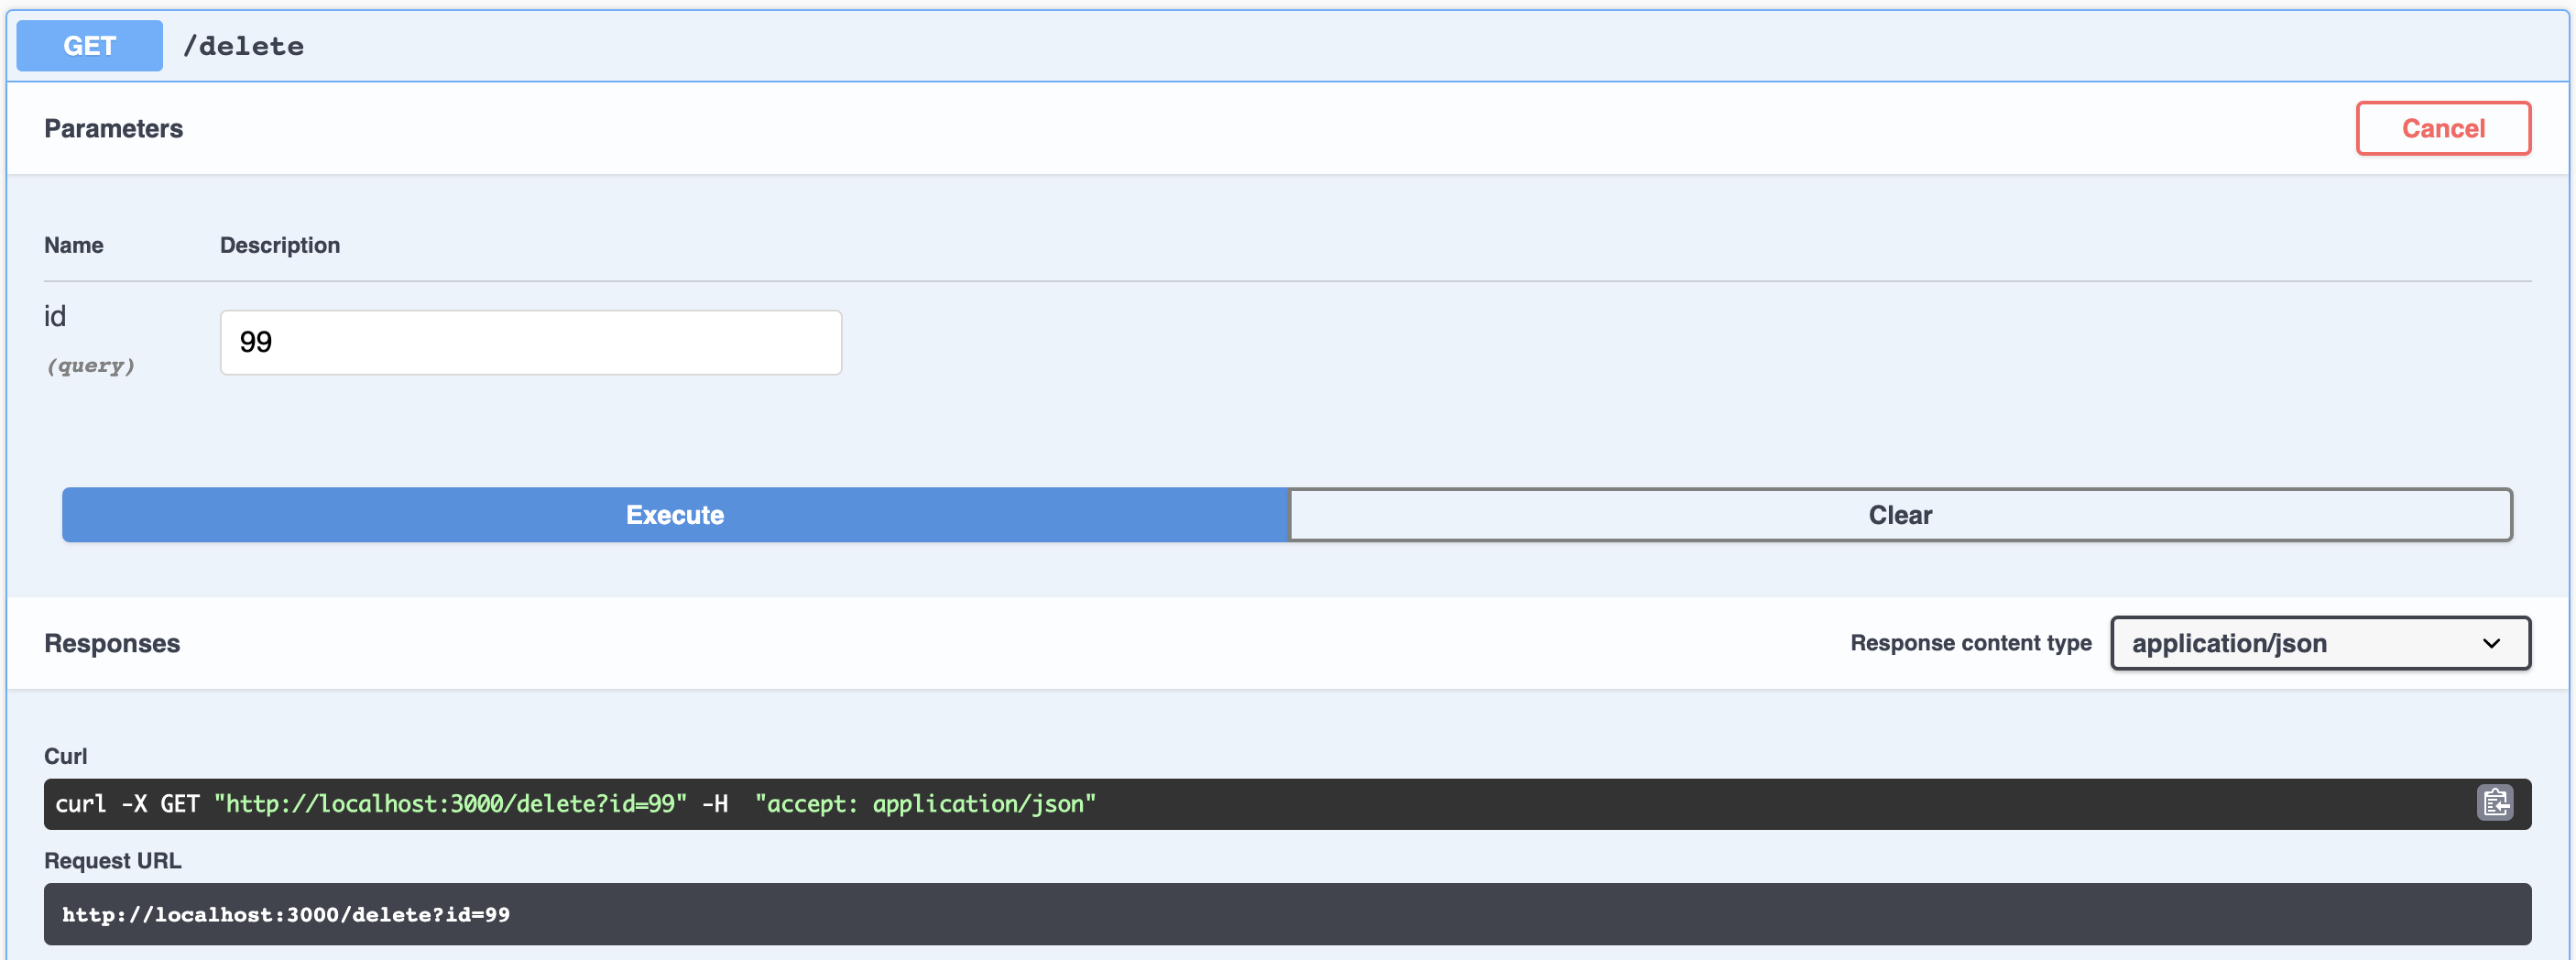 GET /delete
Parameters Cancel
Name Description
id 99
(query)
Execute Clear
Responses Response content type application/json
Curl
curl -X GET "http://localhost:3000/delete?id=99" -H  "accept: application/json"
Request URL
http://localhost:3000/delete?id=99